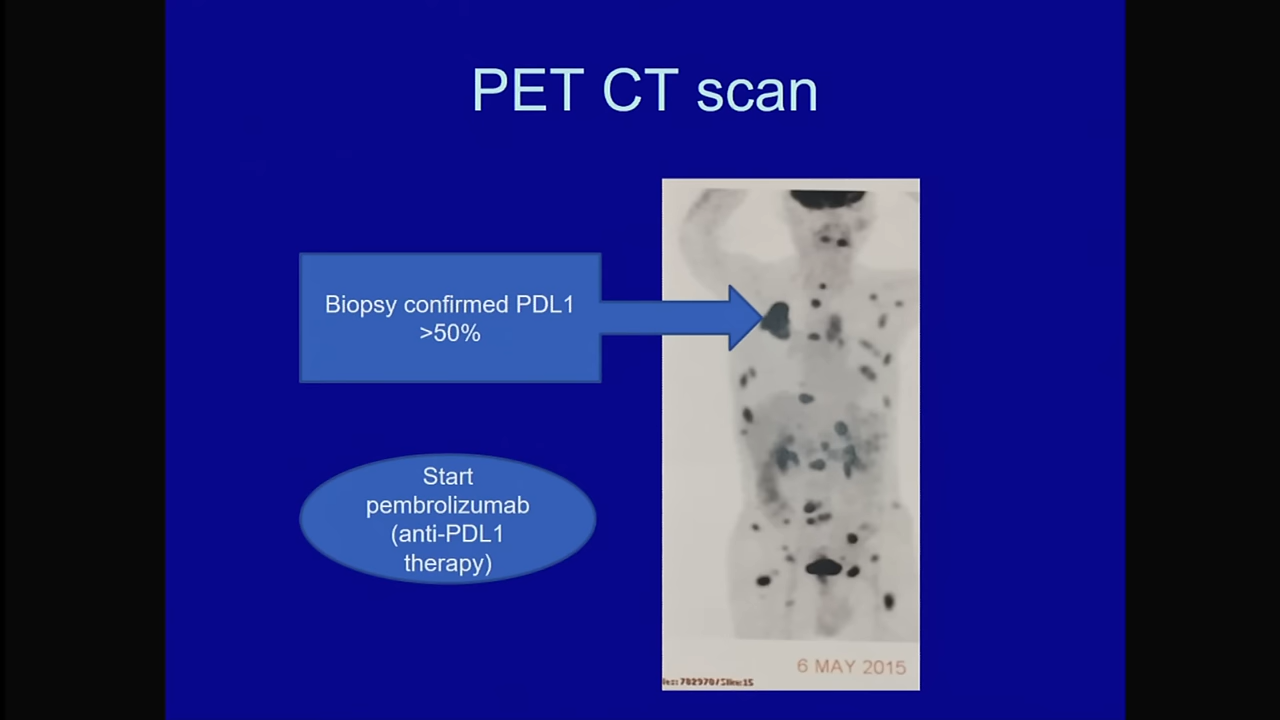 PET CT scan
Biopsy confirmed PDL1
>50%
Start
pembrolizumab
(anti-PDL1
therapy)
6 MAY 2015